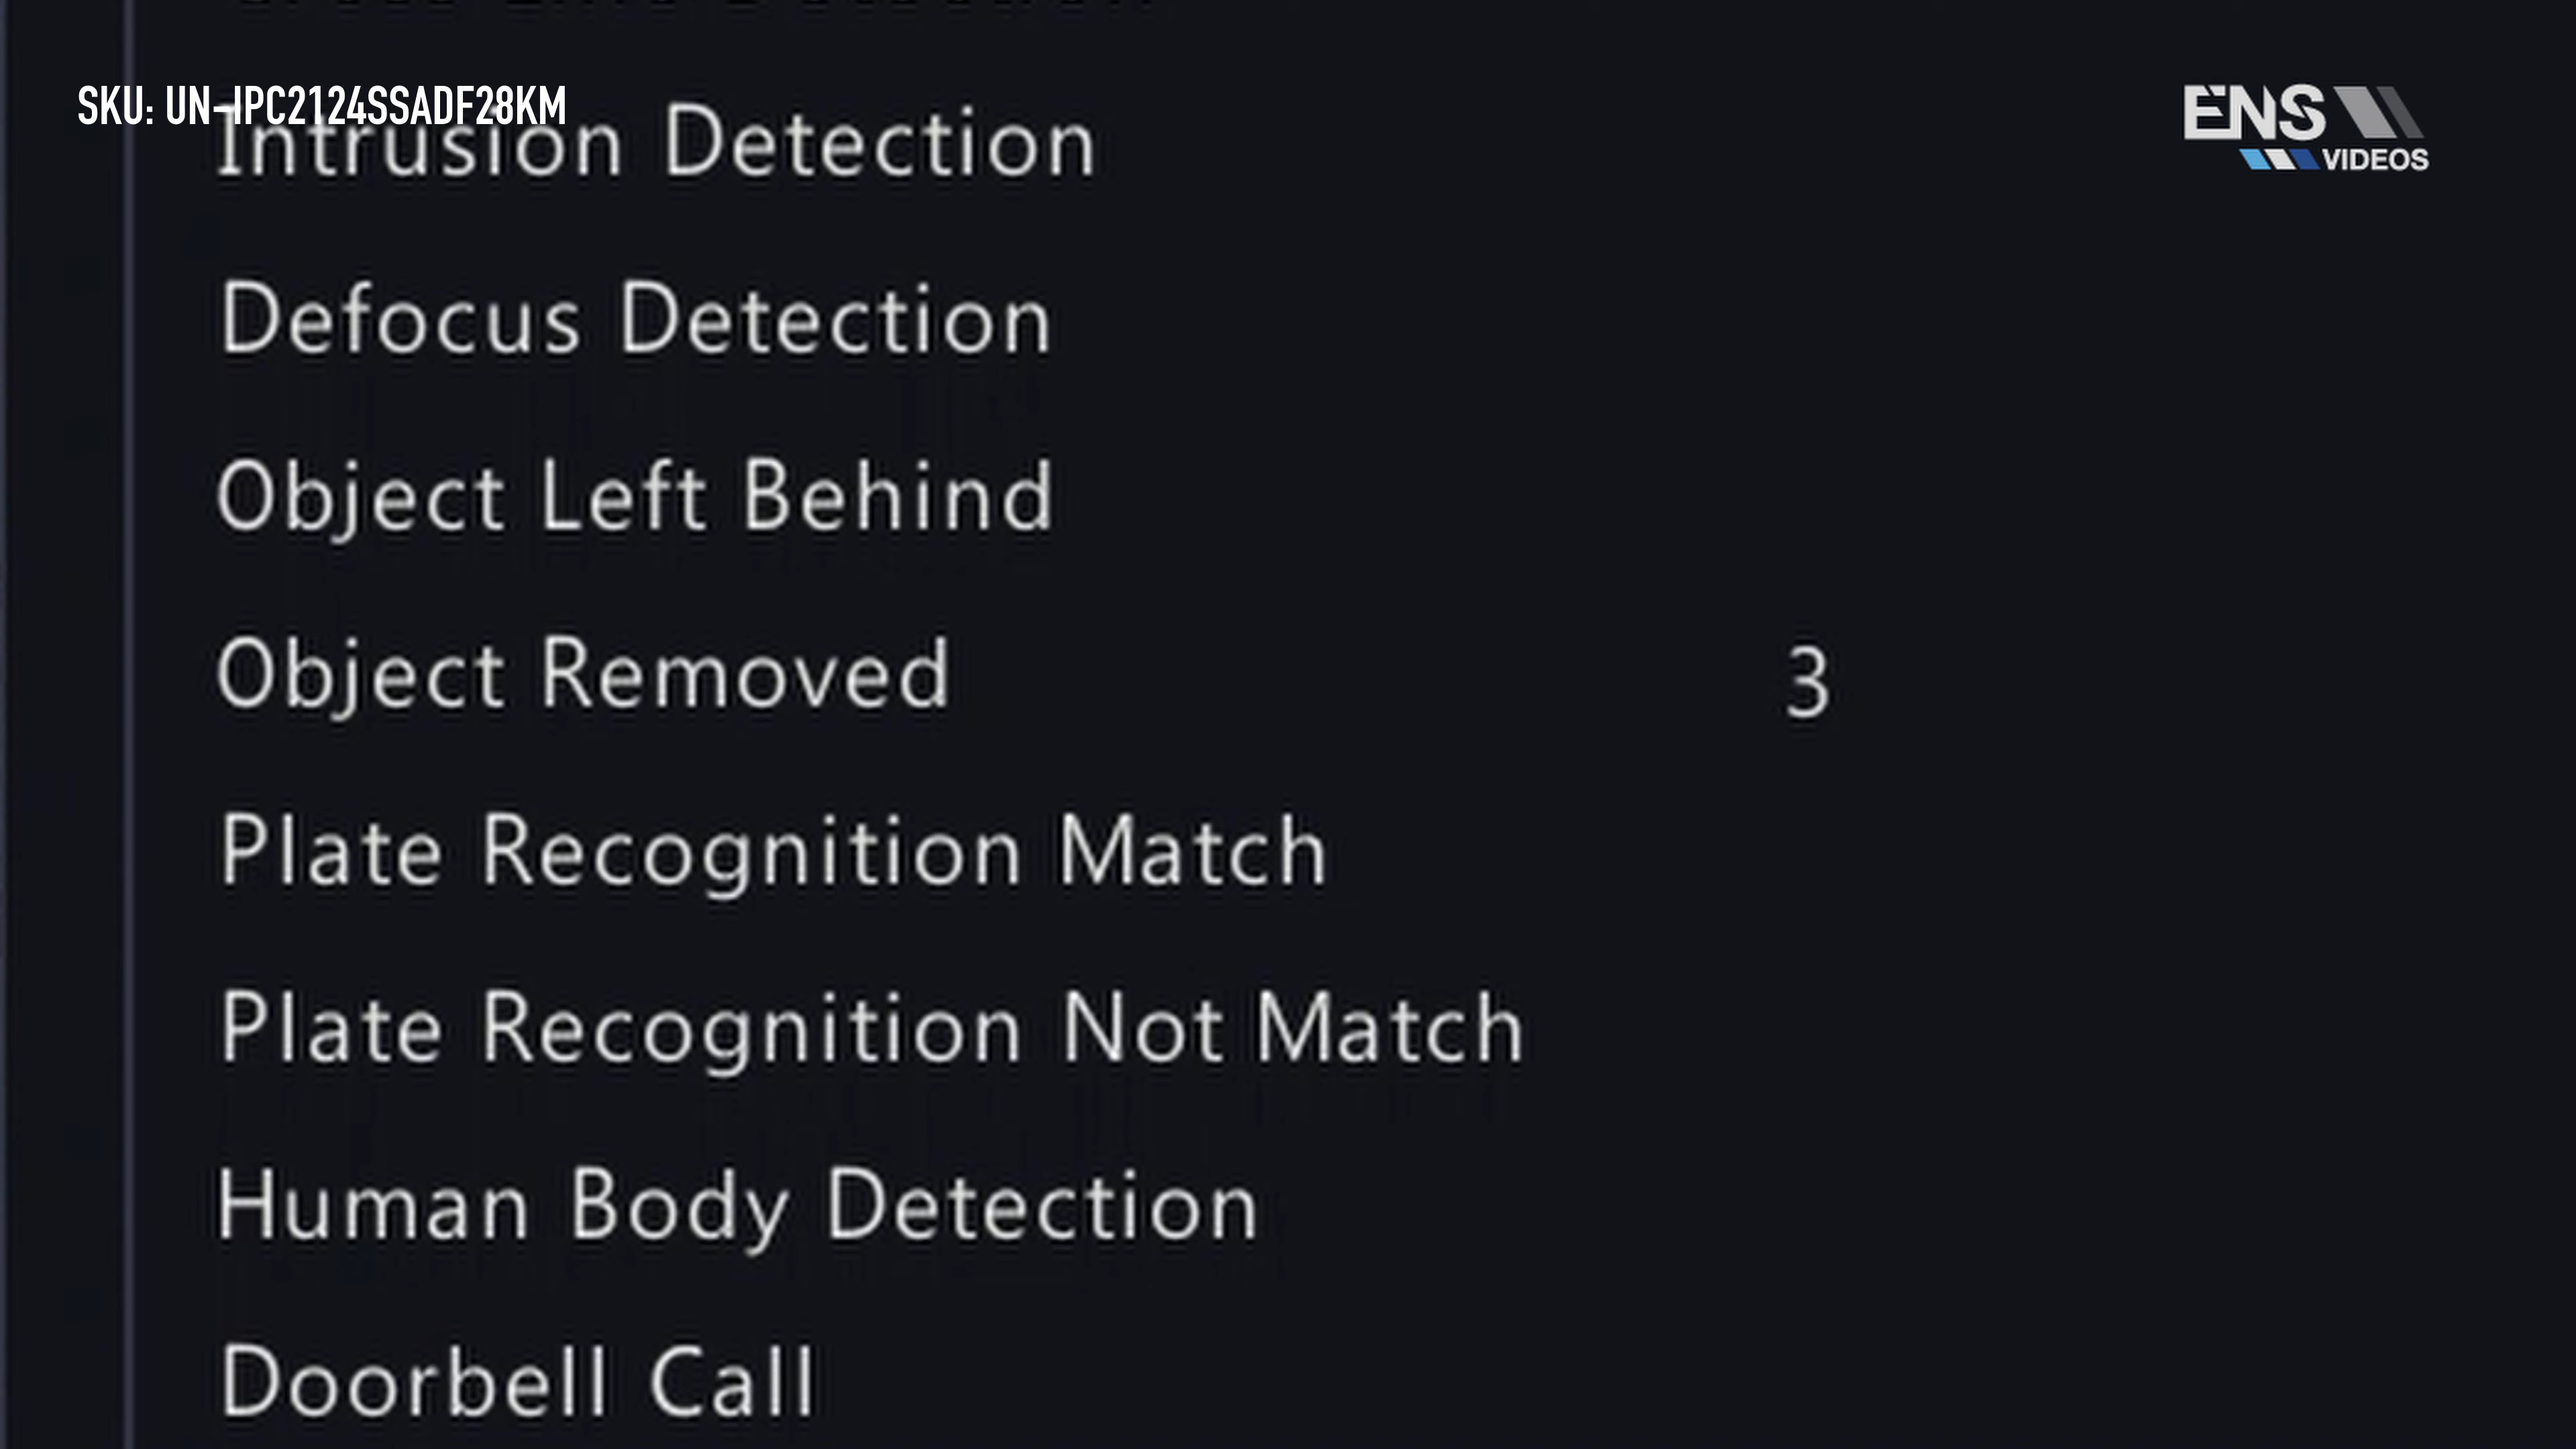 SKU: UN-IPC2124SSADF28KM
ENS
VIDEOS
Intrusion Detection
Defocus Detection
Object Left Behind
Object Removed 3
Plate Recognition Match
Plate Recognition Not Match
Human Body Detection
Doorbell Call